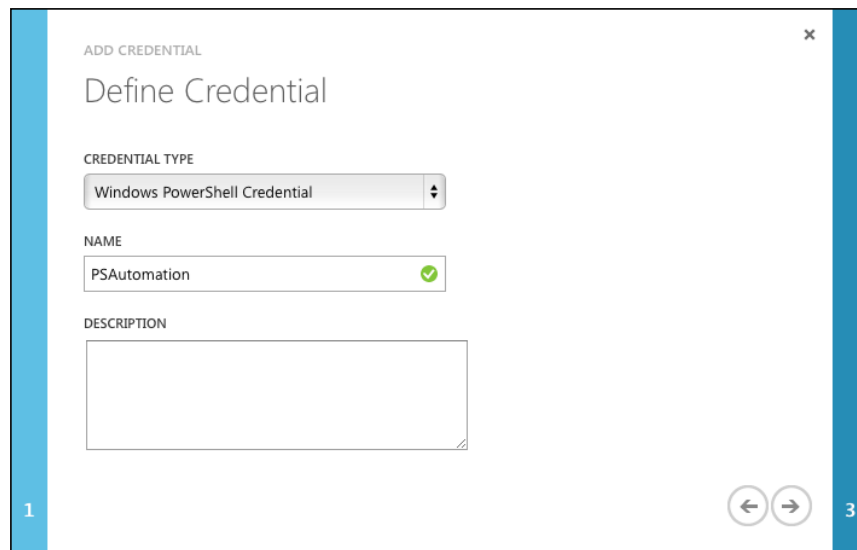 ADD CREDENTIAL
Define Credential
CREDENTIAL TYPE
Windows PowerShell Credential
NAME
PSAutomation
DESCRIPTION
1
3